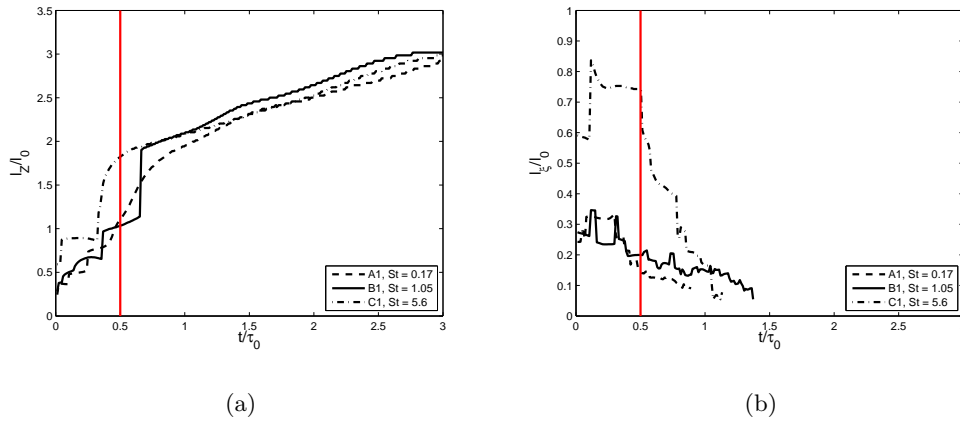 3.5
3
2.5
2
1.5
1
0.5
0
0 0.5 1 1.5 2 2.5 3
l_Z/l_0
t/τ_0
A1, St = 0.17
B1, St = 1.05
C1, St = 5.6
(a)
1
0.9
0.8
0.7
0.6
0.5
0.4
0.3
0.2
0.1
0
0 0.5 1 1.5 2 2.5
l_ξ/l_0
t/τ_0
A1, St = 0.17
B1, St = 1.05
C1, St = 5.6
(b)